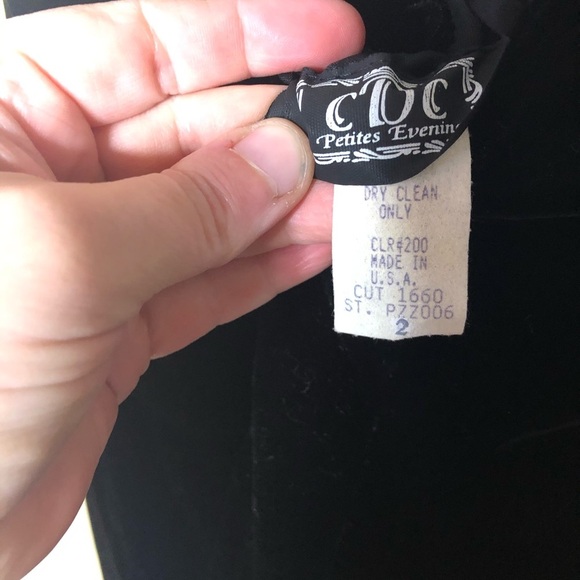 CDC
Petites Evenin
DRY CLEAN
ONLY
CLR#200
MADE IN
U.S.A.
CUT 1660
ST. PZZ006
2